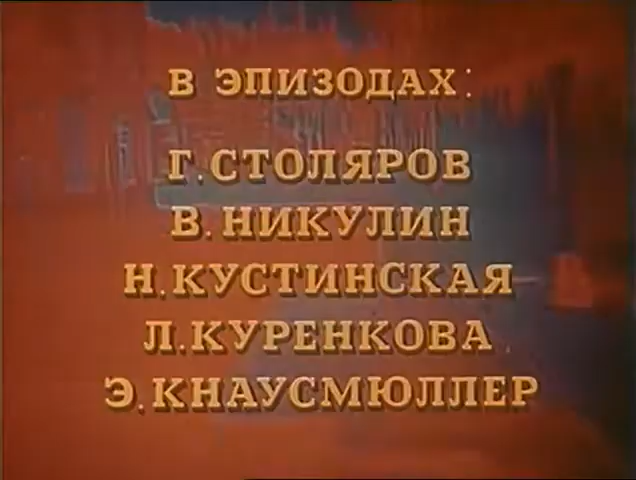 В ЭПИЗОДАХ:
Г. СТОЛЯРОВ
В. НИКУЛИН
Н. КУСТИНСКАЯ
Л. КУРЕНКОВА
Э. КНАУСМЮЛЛЕР